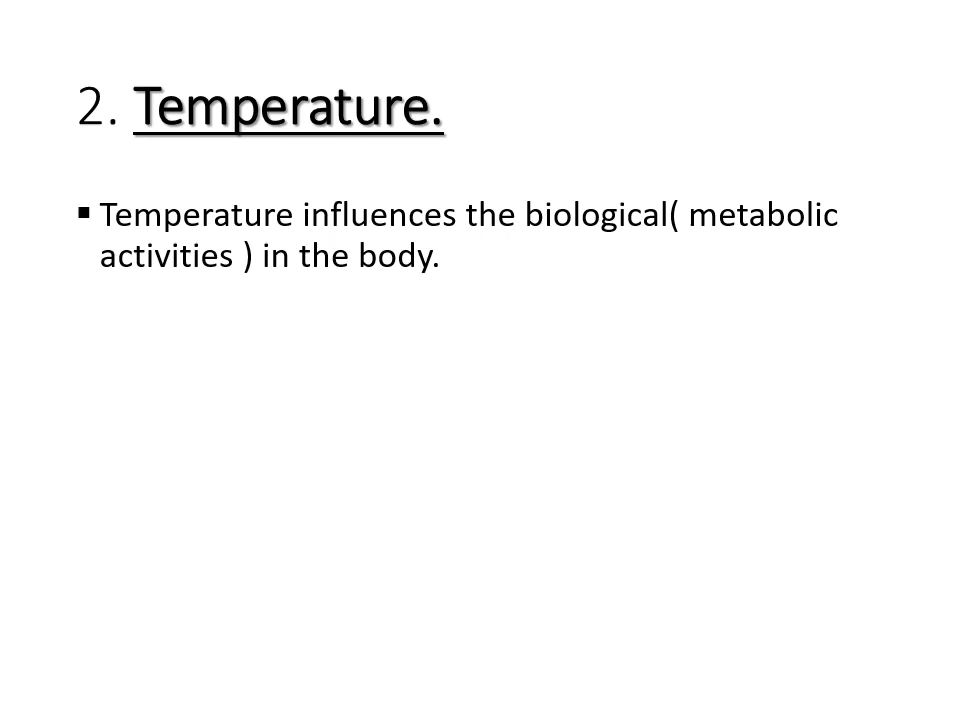 2. Temperature.
▪ Temperature influences the biological( metabolic
activities ) in the body.